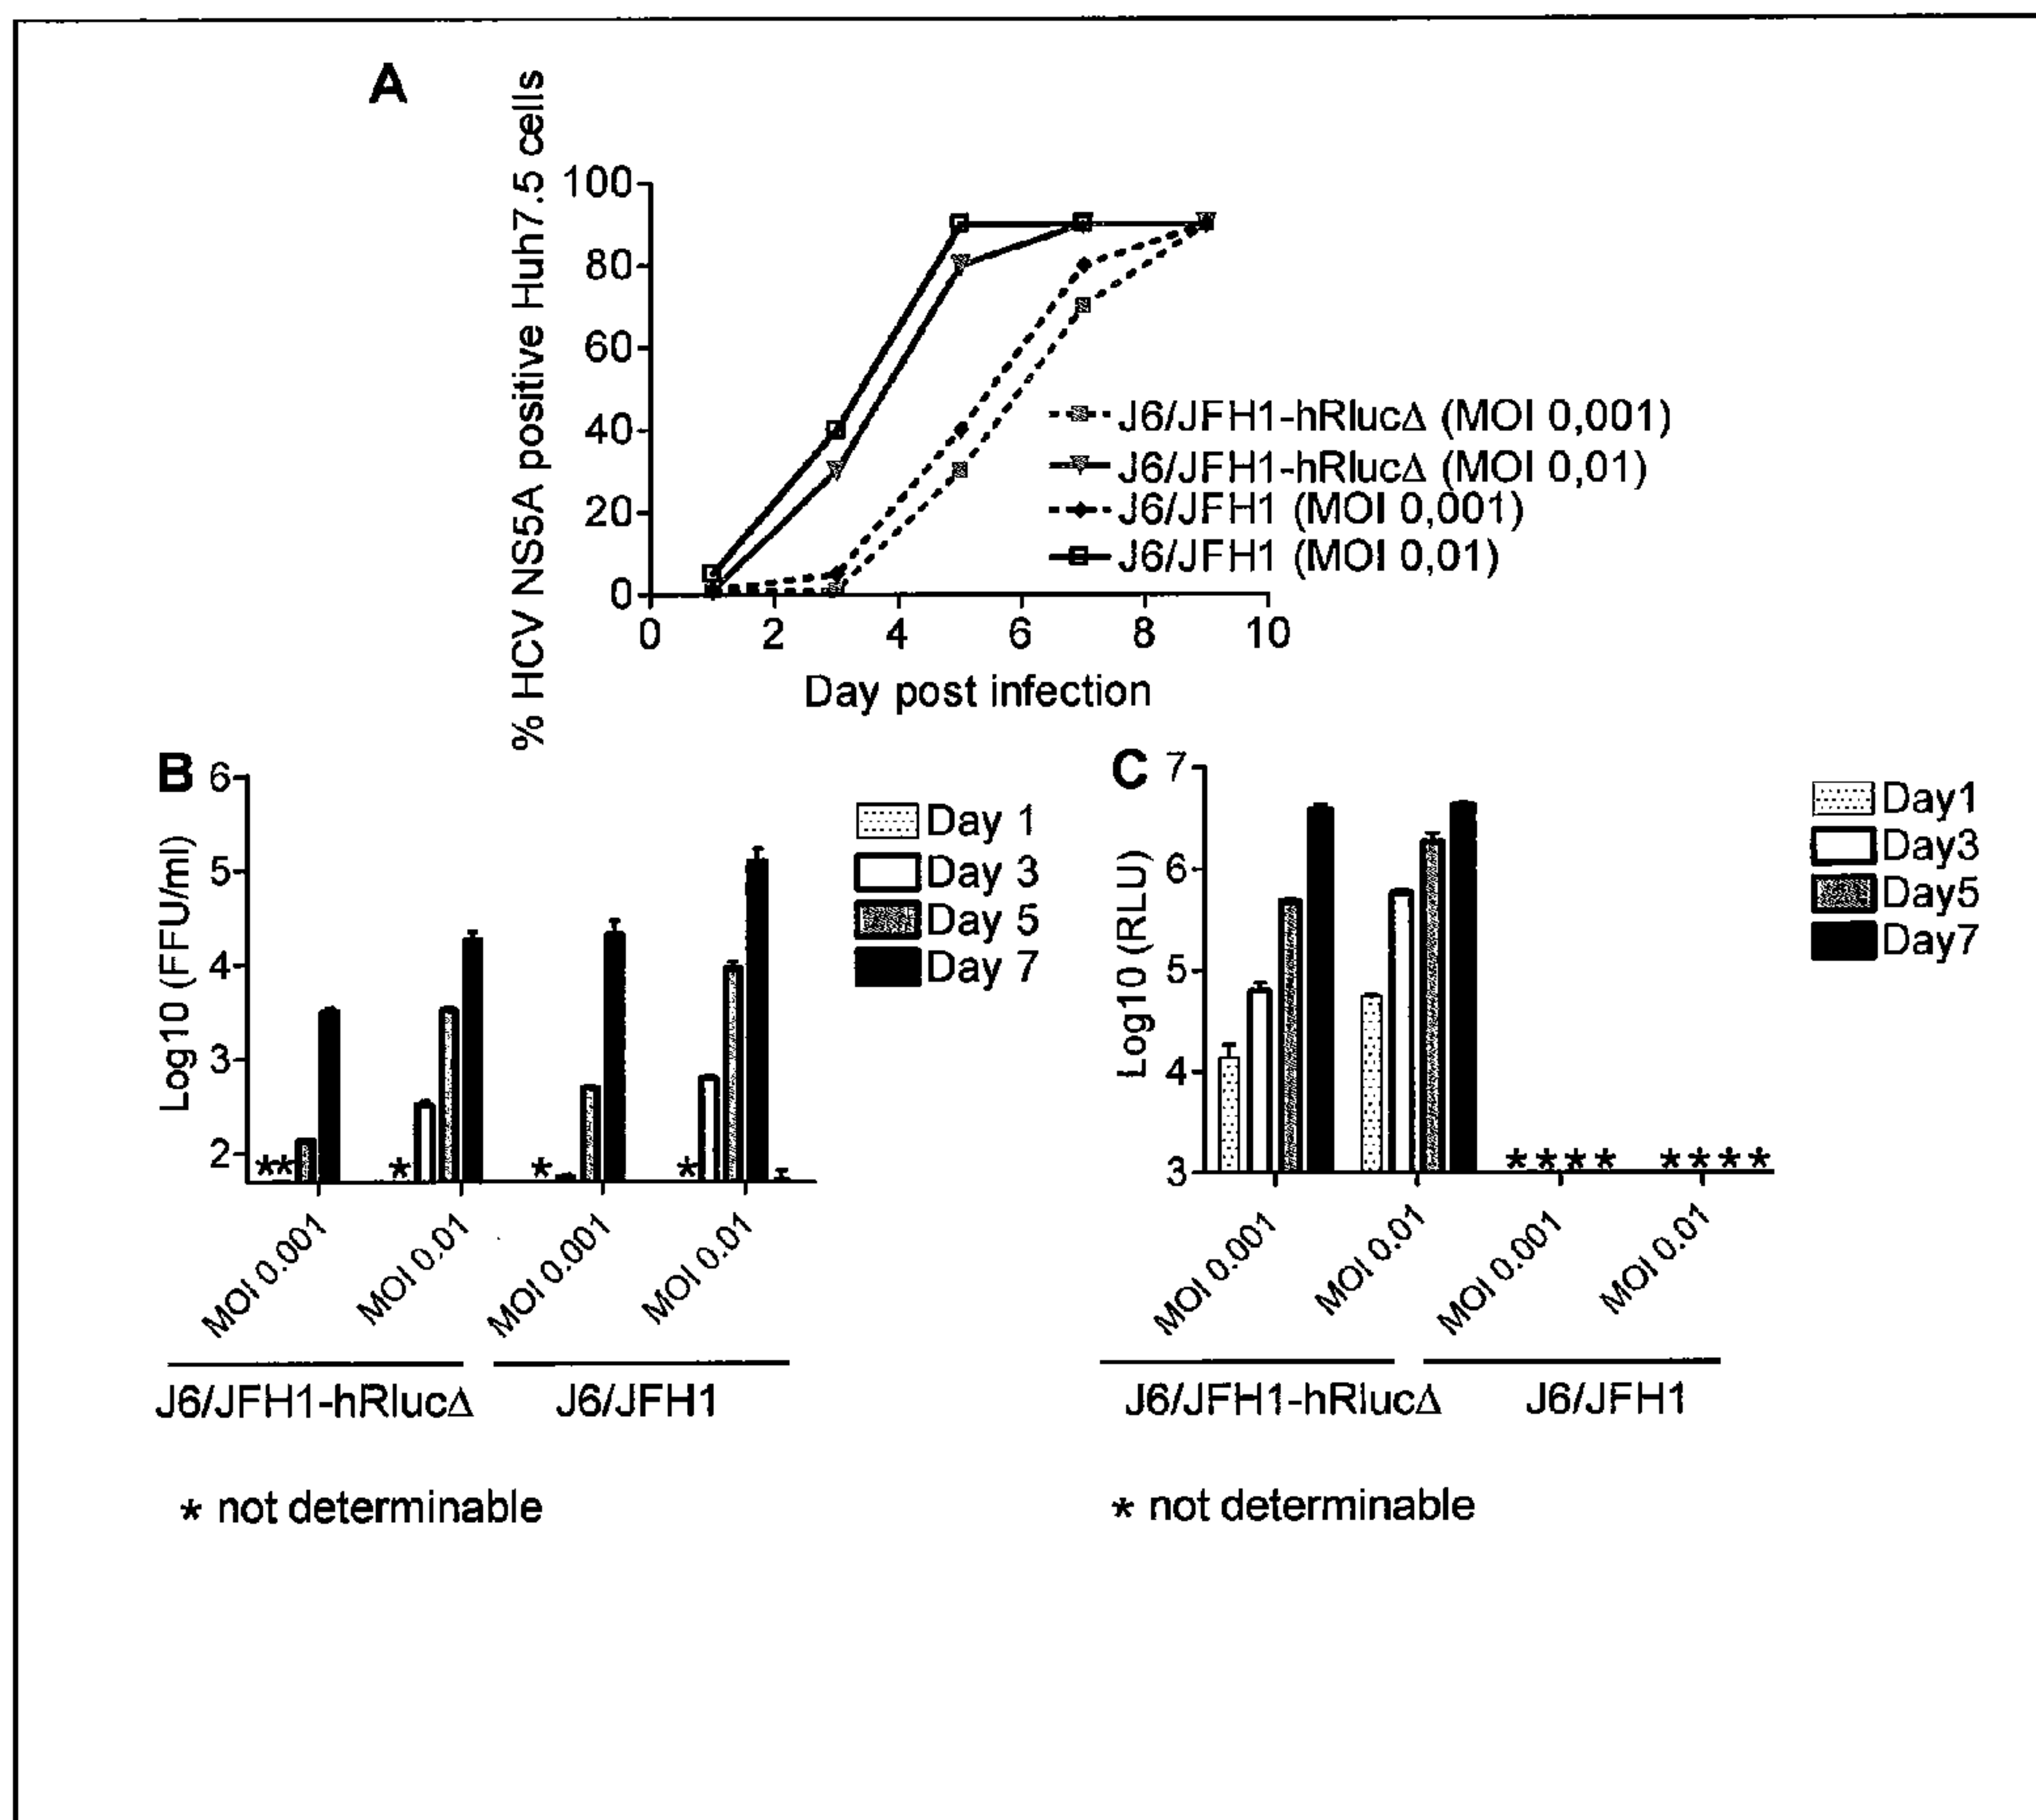 A
% HCV NS5A positive Huh7.5 cells
100
80
60
40
20
0
0 2 4 6 8 10
Day post infection
J6/JFH1-hRlucΔ (MOI 0,001)
J6/JFH1-hRlucΔ (MOI 0,01)
J6/JFH1 (MOI 0,001)
J6/JFH1 (MOI 0,01)
B
Log10 (FFU/ml)
6
5
4
3
2
** * * *
Day 1
Day 3
Day 5
Day 7
MOI 0.001 MOI 0.01 MOI 0.001 MOI 0.01
J6/JFH1-hRlucΔ J6/JFH1
* not determinable
C
Log10 (RLU)
7
6
5
4
3
* * * * * * * *
Day1
Day3
Day5
Day7
MOI 0.001 MOI 0.01 MOI 0.001 MOI 0.01
J6/JFH1-hRlucΔ J6/JFH1
* not determinable